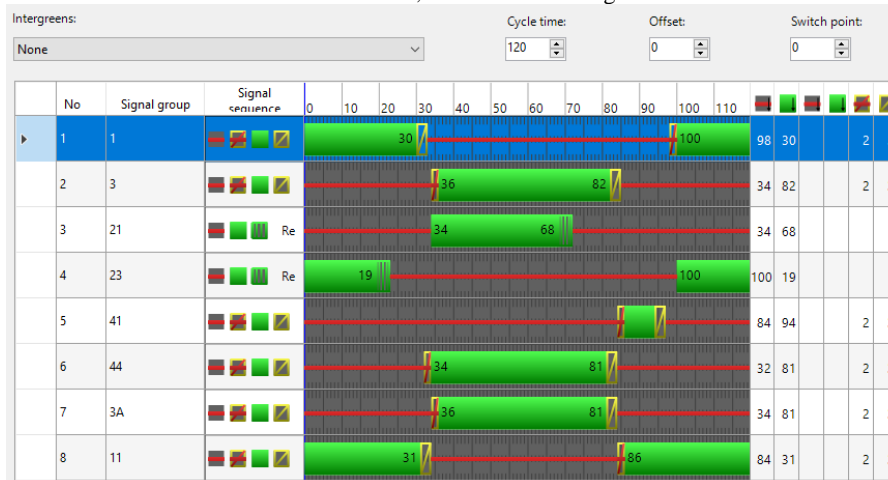 Intergreens: Cycle time: Offset: Switch point:
None 120 0 0
No Signal group Signal sequence 0 10 20 30 40 50 60 70 80 90 100 110
1 1 30 100 98 30 2
2 3 36 82 34 82 2
3 21 Re 34 68 34 68
4 23 Re 19 100 100 19
5 41 84 94 2
6 44 34 81 32 81 2
7 3A 36 81 34 81 2
8 11 31 86 84 31 2